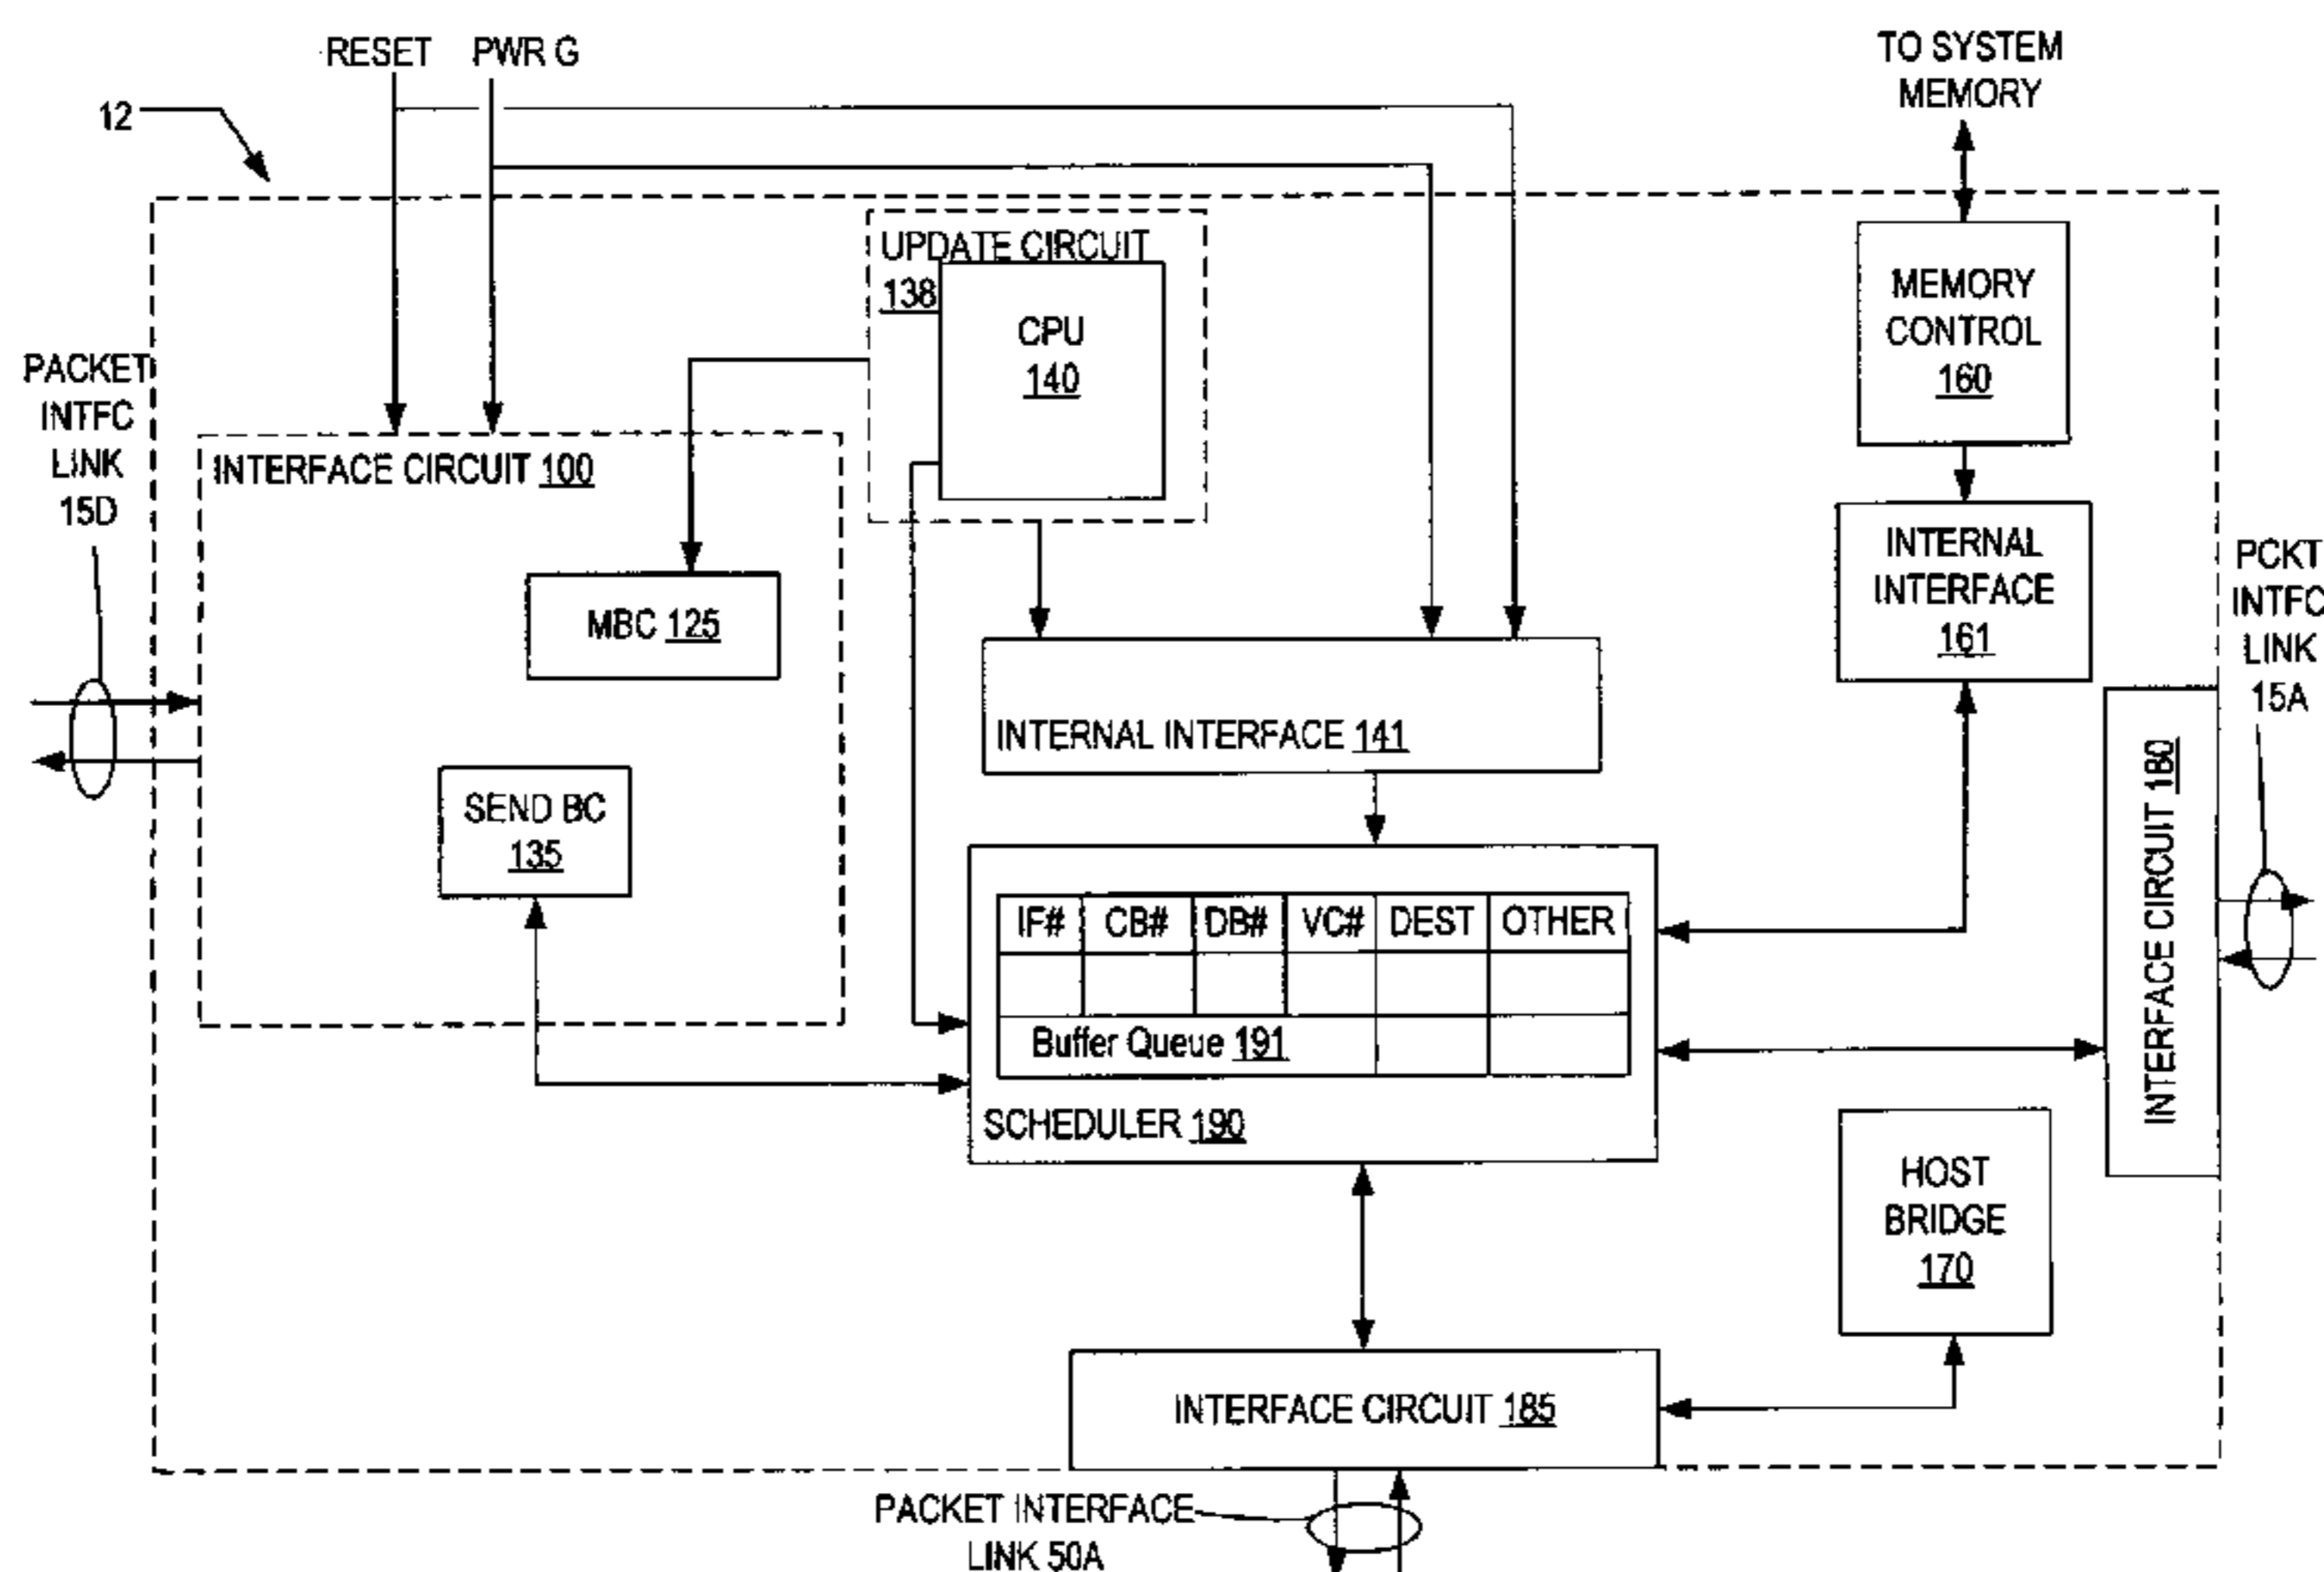 RESET
PWR G
TO SYSTEM
MEMORY
12
UPDATE CIRCUIT
138
CPU
140
MEMORY
CONTROL
160
PACKET
INTFC
LINK
15D
INTERFACE CIRCUIT 100
INTERNAL
INTERFACE
161
PCKT
INTFC
LINK
15A
MBC 125
INTERNAL INTERFACE 141
SEND BC
135
INTERFACE CIRCUIT 180
IF# CB# DB# VC# DEST OTHER
Buffer Queue 191
SCHEDULER 190
HOST
BRIDGE
170
INTERFACE CIRCUIT 185
PACKET INTERFACE
LINK 50A